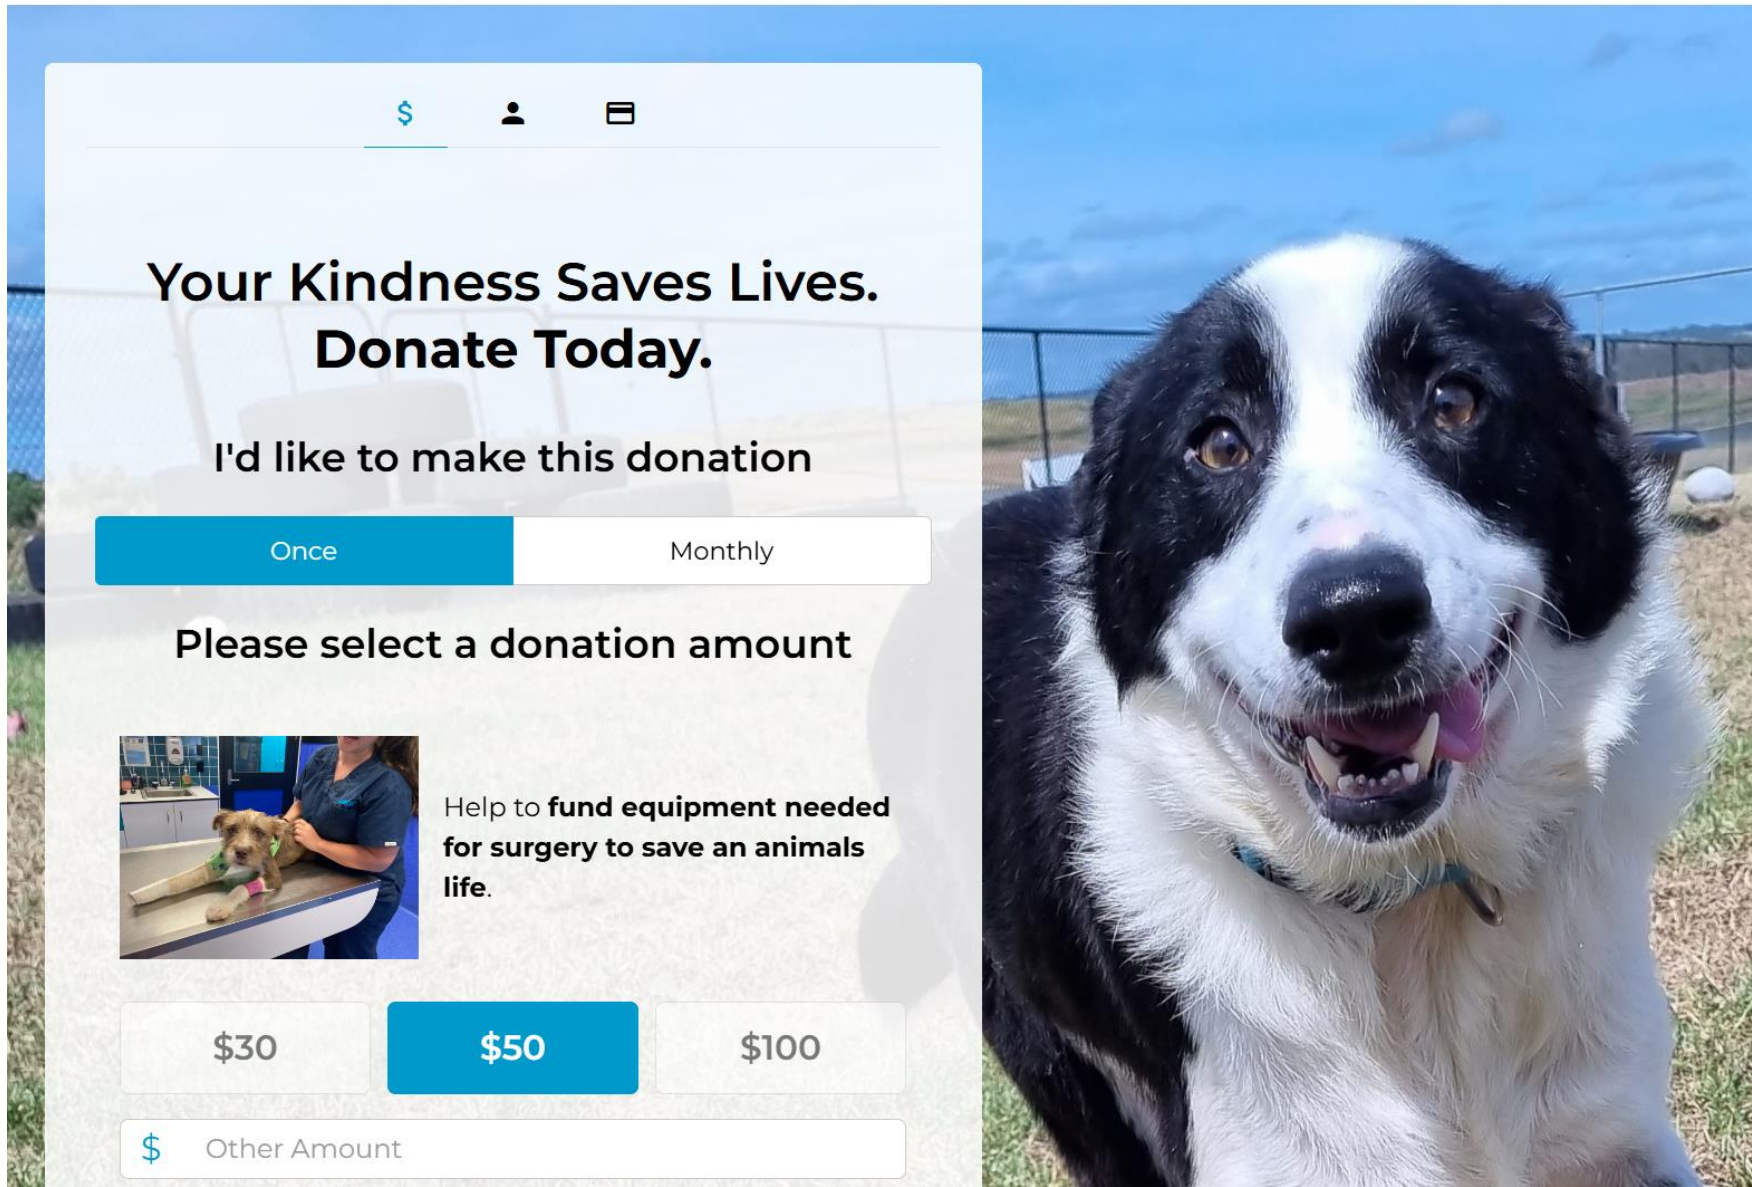 $
Your Kindness Saves Lives.
Donate Today.
I'd like to make this donation
Once Monthly
Please select a donation amount
Help to fund equipment needed
for surgery to save an animals
life.
$30 $50 $100
$ Other Amount